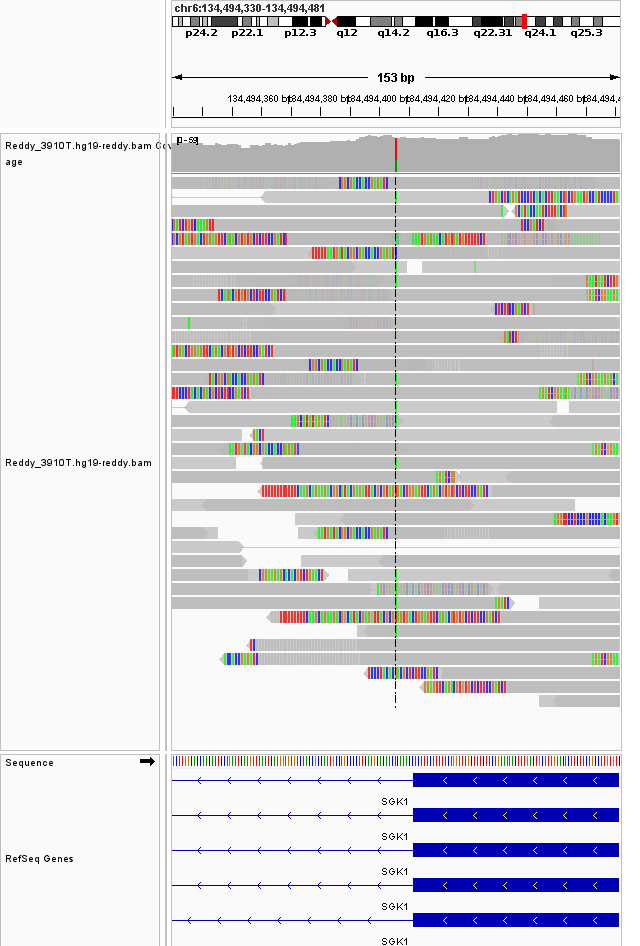 chr6:134,494,330-134,494,481
p24.2 p22.1 p12.3 q12 q14.2 q16.3 q22.31 q24.1 q25.3
153 bp
134,494,360 bp 134,494,380 bp 134,494,400 bp 134,494,420 bp 134,494,440 bp 134,494,460 bp
Reddy_3910T.hg19-reddy.bam
age
Reddy_3910T.hg19-reddy.bam
Sequence
SGK1
SGK1
RefSeq Genes
SGK1
SGK1
SGK1